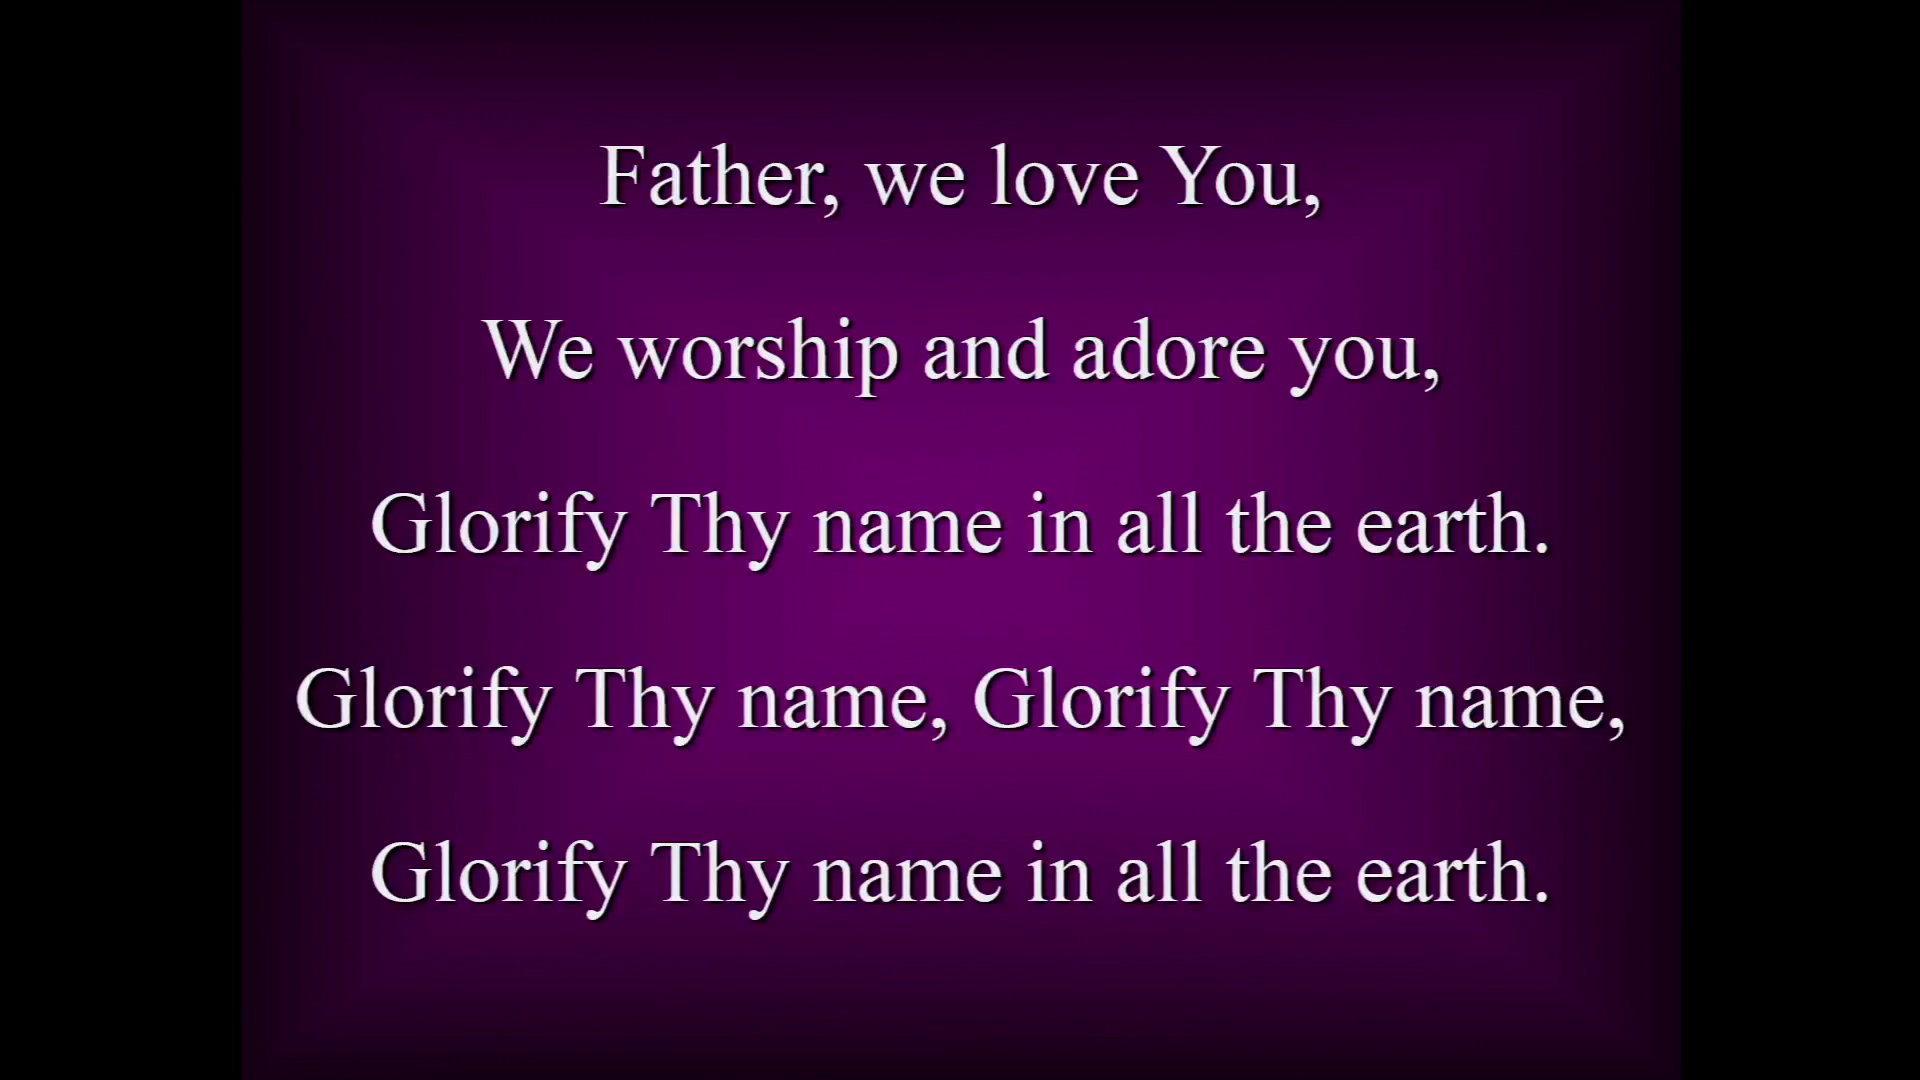 Father, we love You,
We worship and adore you,
Glorify Thy name in all the earth.
Glorify Thy name, Glorify Thy name,
Glorify Thy name in all the earth.